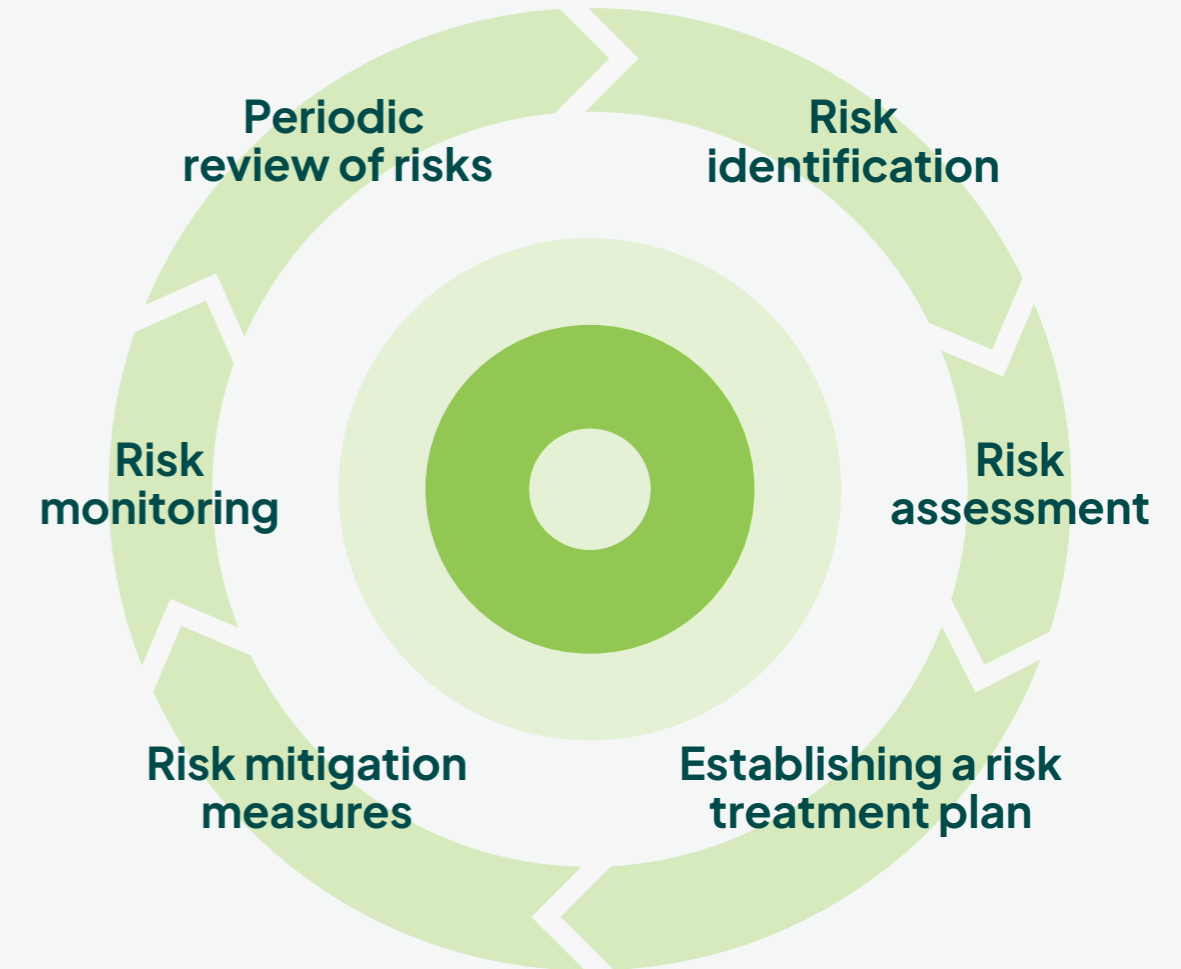 Periodic
review of risks
Risk
identification
Risk
monitoring
Risk
assessment
Risk mitigation
measures
Establishing a risk
treatment plan